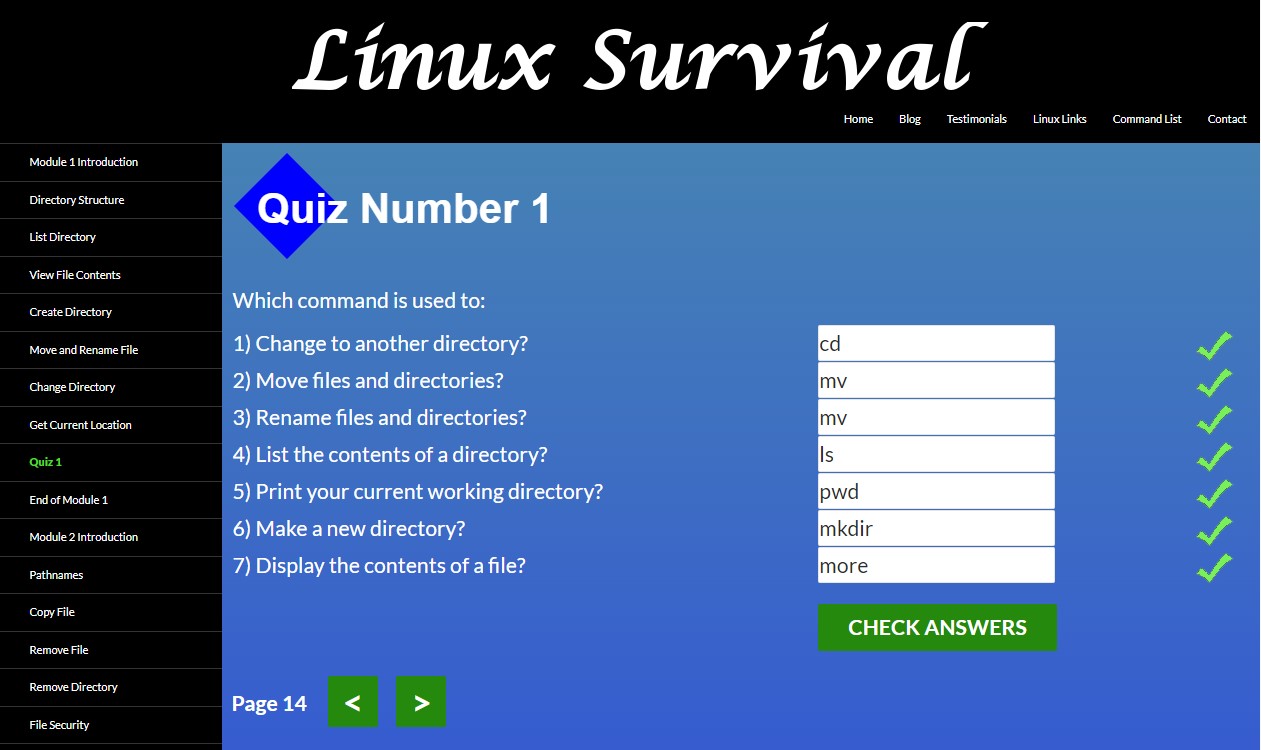 Linux Survival
Home Blog Testimonials Linux Links Command List Contact
Module 1 Introduction
Directory Structure
List Directory
View File Contents
Create Directory
Move and Rename File
Change Directory
Get Current Location
Quiz 1
End of Module 1
Module 2 Introduction
Pathnames
Copy File
Remove File
Remove Directory
File Security
Quiz Number 1
Which command is used to:
1) Change to another directory? cd
2) Move files and directories? mv
3) Rename files and directories? mv
4) List the contents of a directory? ls
5) Print your current working directory? pwd
6) Make a new directory? mkdir
7) Display the contents of a file? more
CHECK ANSWERS
Page 14 < >